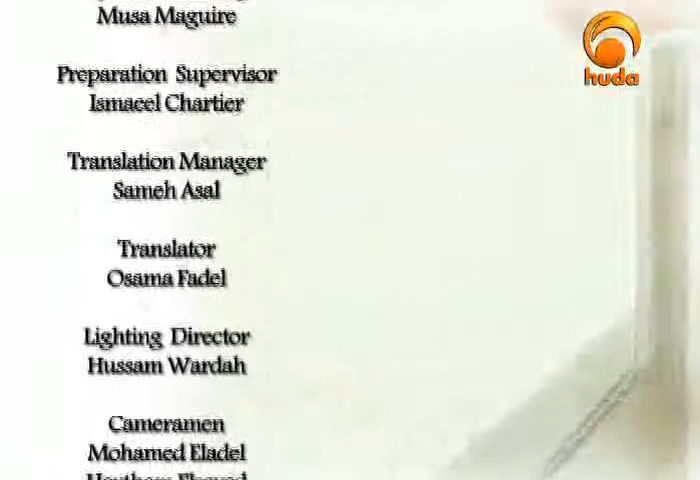 Musa Maguire
Preparation Supervisor
Ismaeel Chartier
Translation Manager
Sameh Asal
Translator
Osama Fadel
Lighting Director
Hussam Wardah
Cameramen
Mohamed Eladel
huda